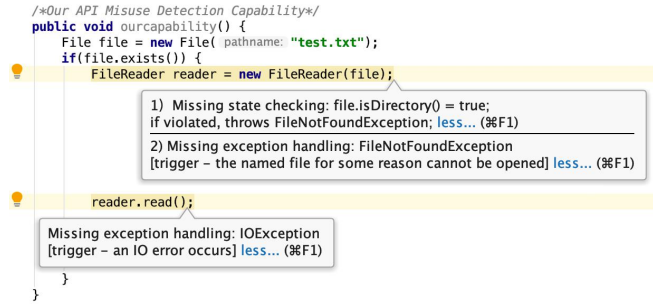 /*Our API Misuse Detection Capability*/
public void ourcapability() {
File file = new File( pathname: "test.txt");
if(file.exists()) {
FileReader reader = new FileReader(file);
1) Missing state checking: file.isDirectory() = true;
if violated, throws FileNotFoundException; less... (⌘F1)
2) Missing exception handling: FileNotFoundException
[trigger – the named file for some reason cannot be opened] less... (⌘F1)
reader.read();
Missing exception handling: IOException
[trigger – an IO error occurs] less... (⌘F1)
}
}